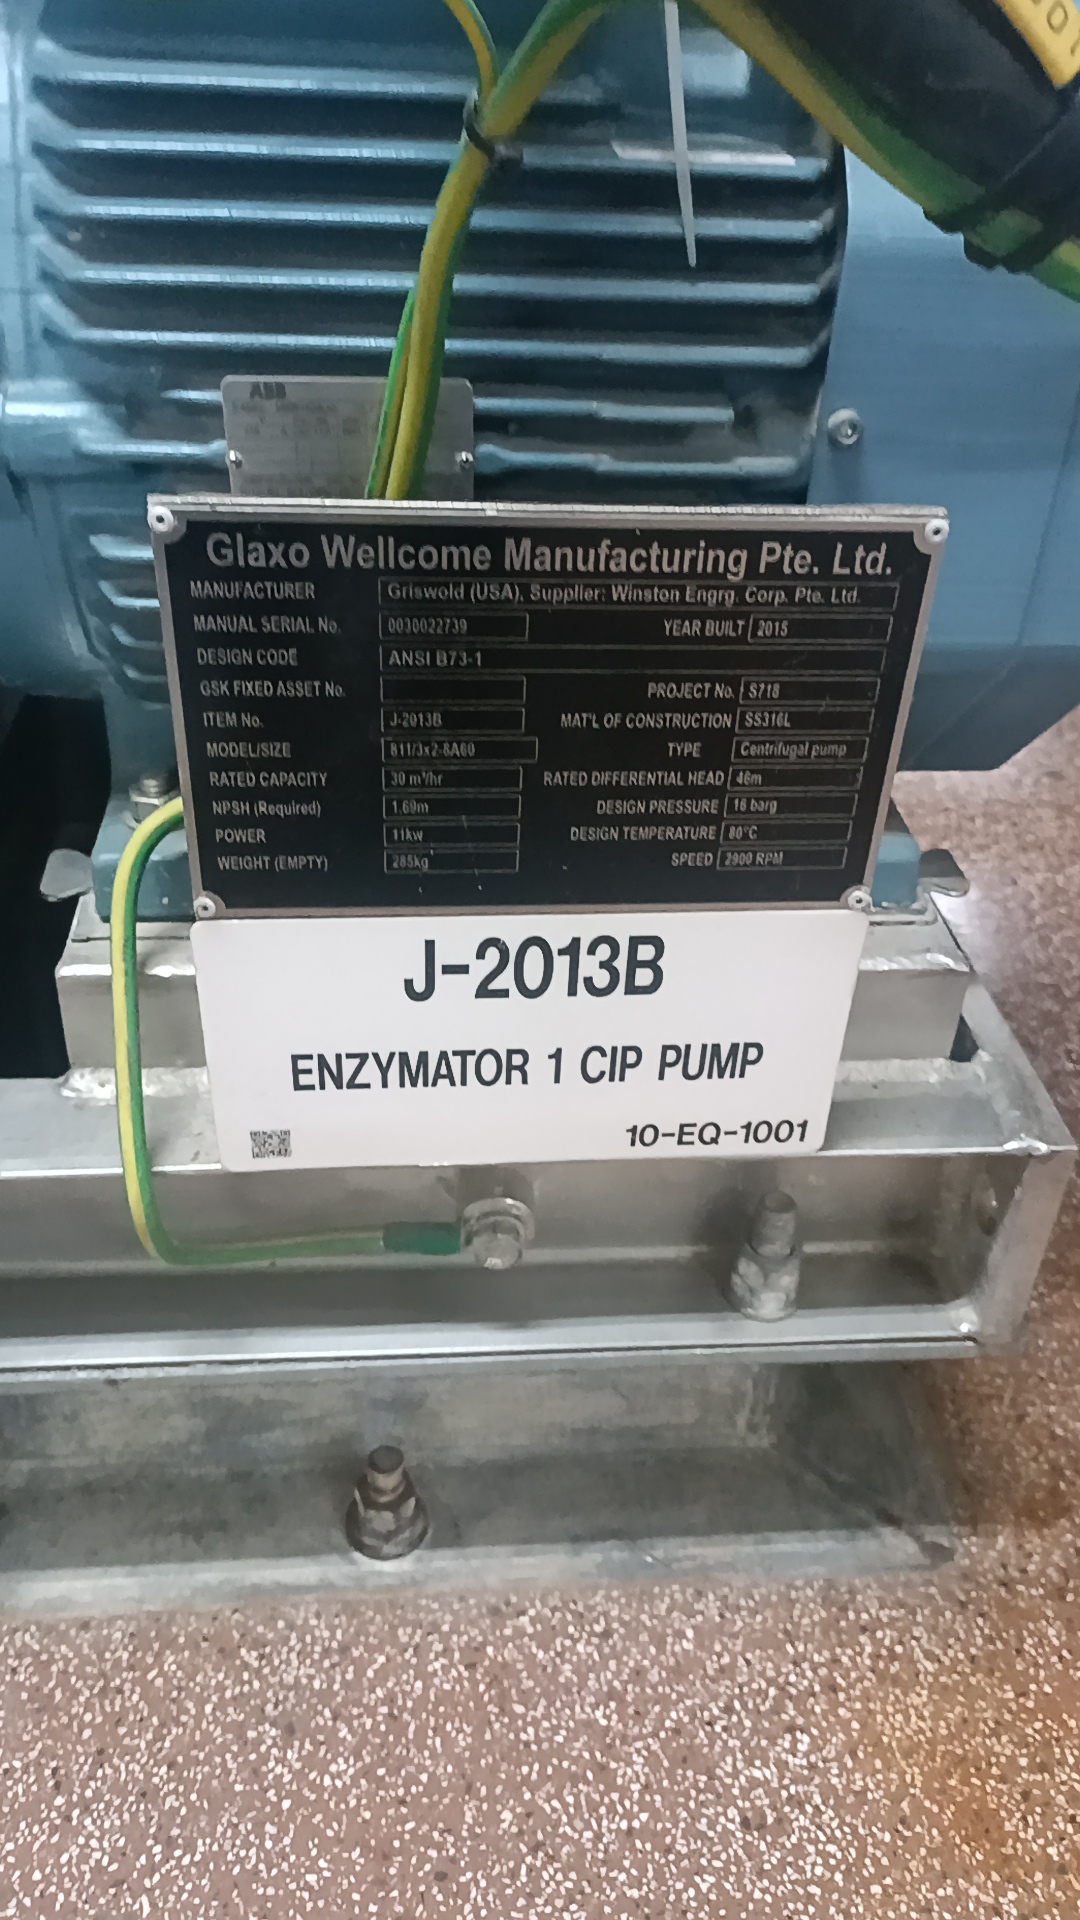 ABB
Glaxo Wellcome Manufacturing Pte. Ltd.
MANUFACTURER Griswold (USA), Supplier: Winston Engrg. Corp. Pte. Ltd.
MANUAL SERIAL No. 0030022739 YEAR BUILT 2015
DESIGN CODE ANSI B73-1
GSK FIXED ASSET No. PROJECT No. S718
ITEM No. J-2013B MAT'L OF CONSTRUCTION SS316L
MODEL/SIZE 811/3x2-8A60 TYPE Centrifugal pump
RATED CAPACITY 30 m³/hr RATED DIFFERENTIAL HEAD 46m
NPSH (Required) 1.69m DESIGN PRESSURE 16 barg
POWER 11kw DESIGN TEMPERATURE 80°C
WEIGHT (EMPTY) 285kg SPEED 2900 RPM
J-2013B
ENZYMATOR 1 CIP PUMP
10-EQ-1001